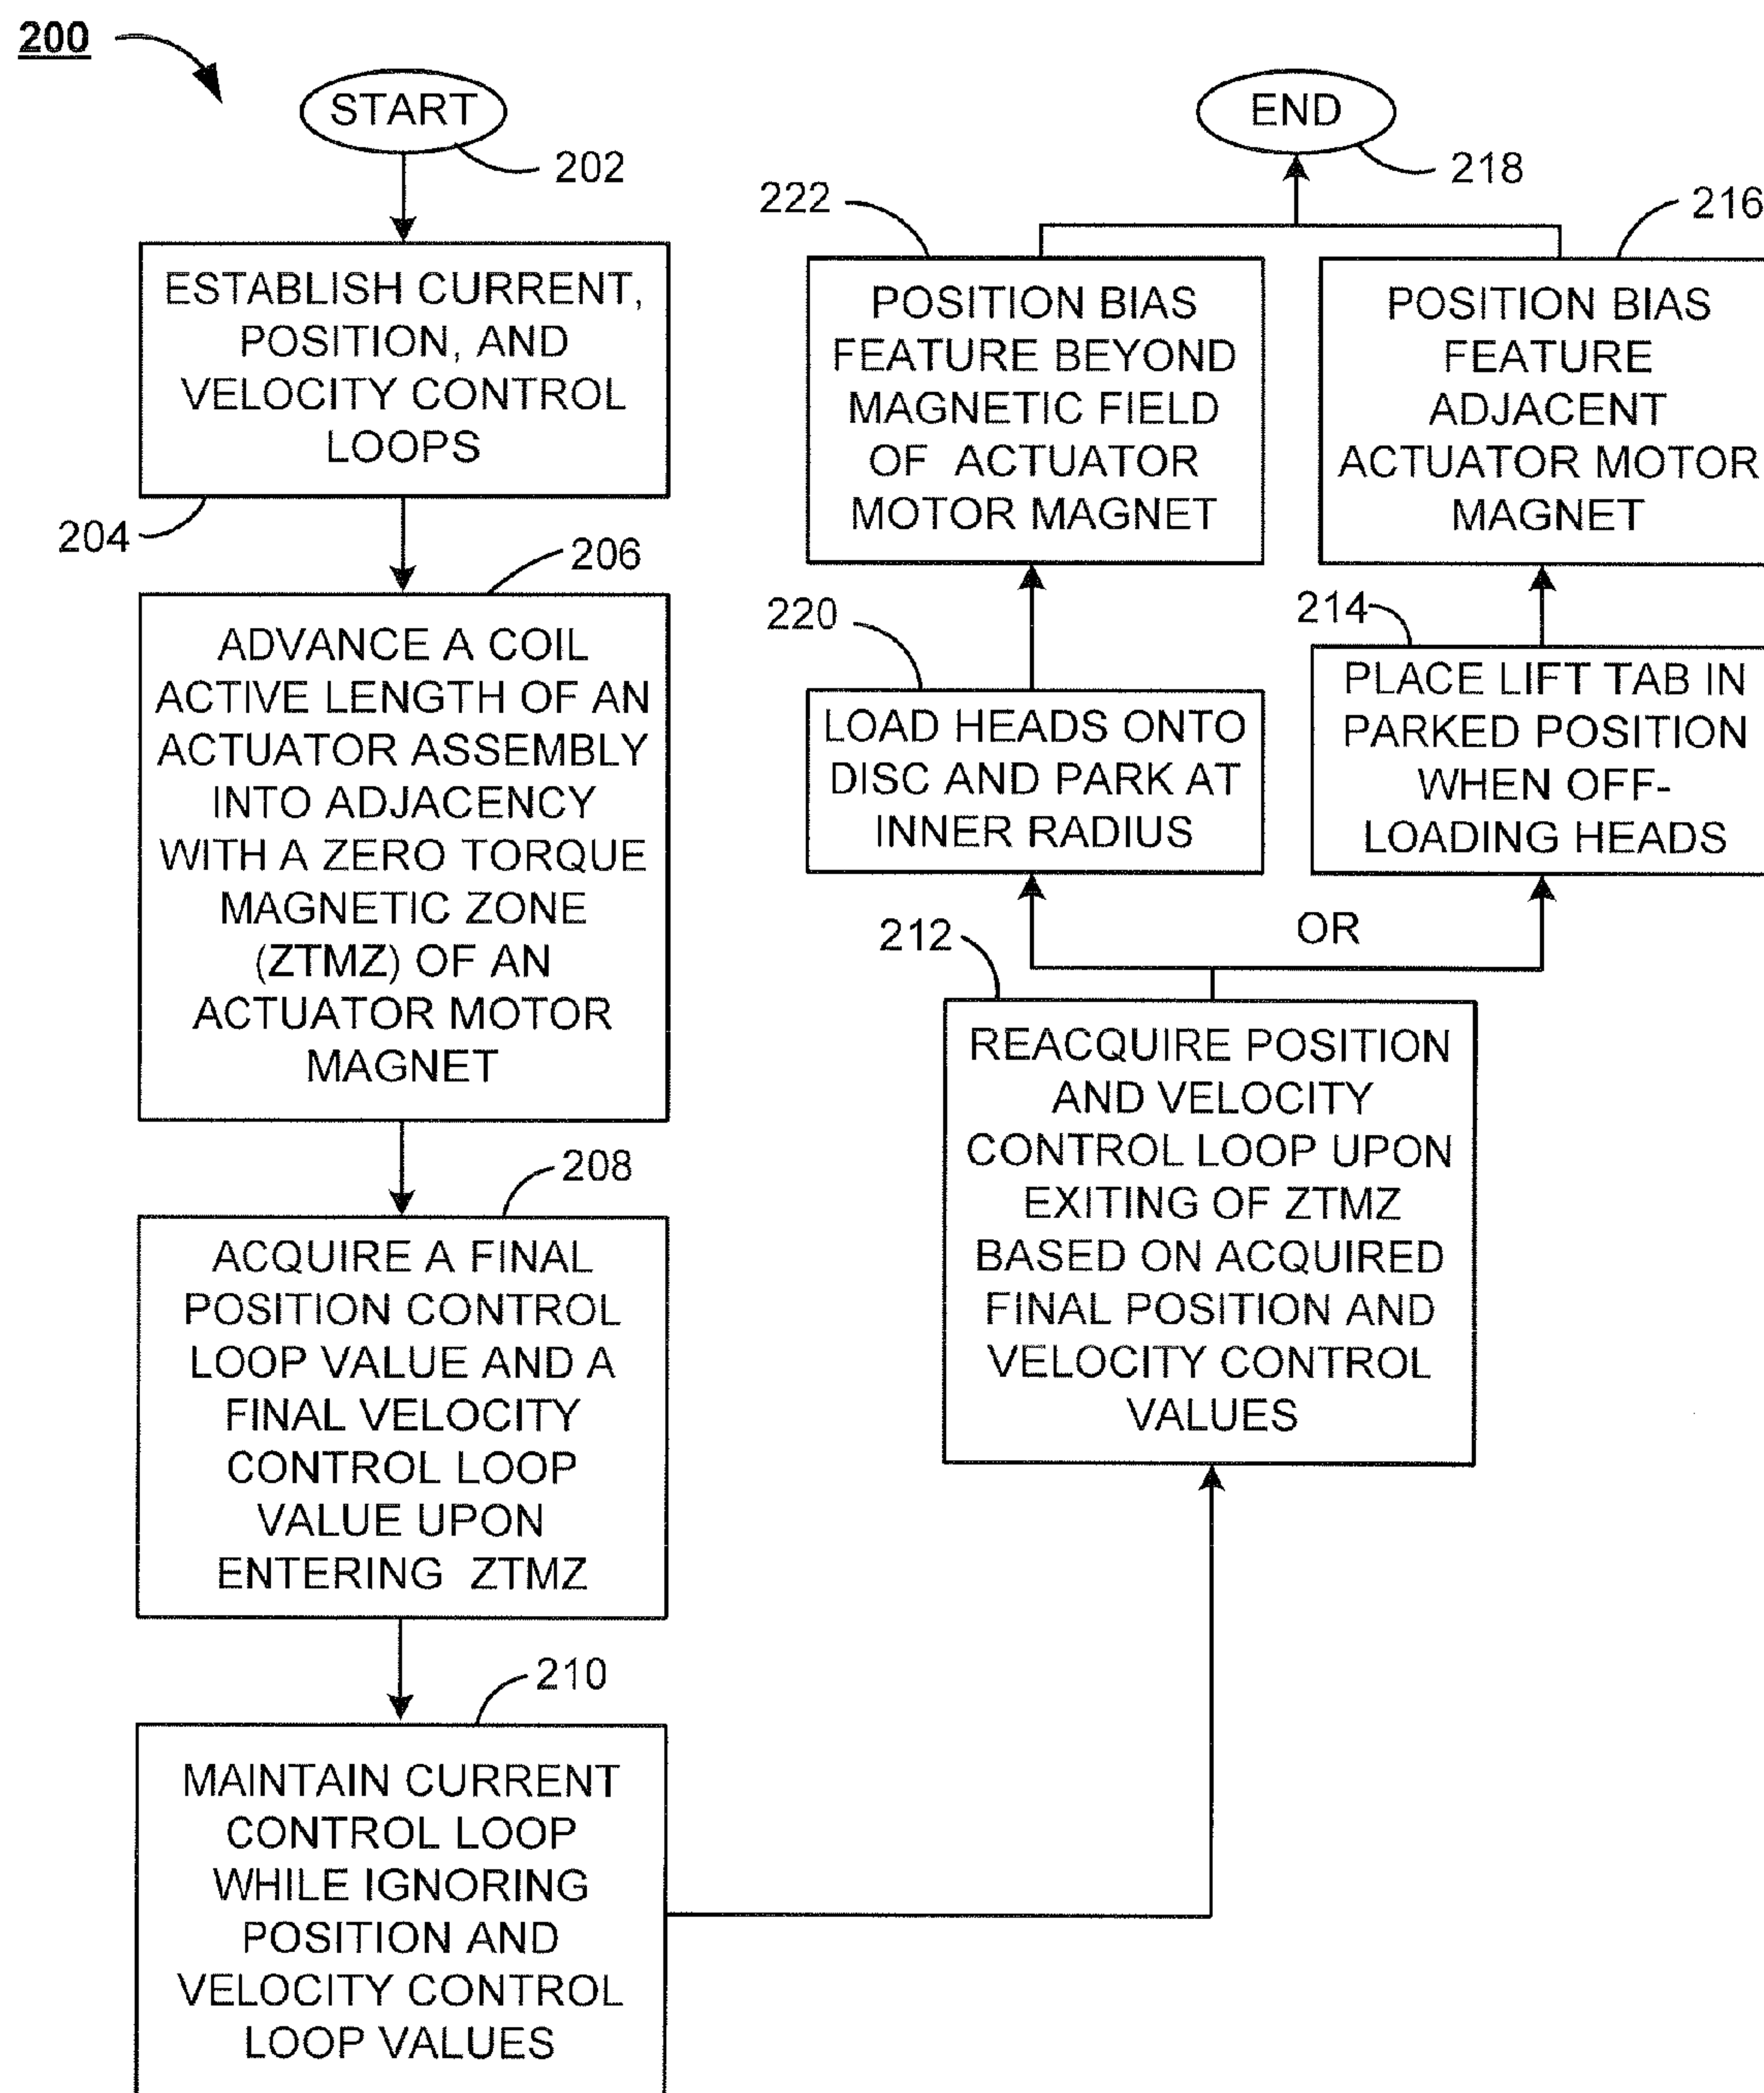 200
START
202
ESTABLISH CURRENT,
POSITION, AND
VELOCITY CONTROL
LOOPS
204
206
ADVANCE A COIL
ACTIVE LENGTH OF AN
ACTUATOR ASSEMBLY
INTO ADJACENCY
WITH A ZERO TORQUE
MAGNETIC ZONE
(ZTMZ) OF AN
ACTUATOR MOTOR
MAGNET
208
ACQUIRE A FINAL
POSITION CONTROL
LOOP VALUE AND A
FINAL VELOCITY
CONTROL LOOP
VALUE UPON
ENTERING ZTMZ
210
MAINTAIN CURRENT
CONTROL LOOP
WHILE IGNORING
POSITION AND
VELOCITY CONTROL
LOOP VALUES
212
REACQUIRE POSITION
AND VELOCITY
CONTROL LOOP UPON
EXITING OF ZTMZ
BASED ON ACQUIRED
FINAL POSITION AND
VELOCITY CONTROL
VALUES
OR
220
LOAD HEADS ONTO
DISC AND PARK AT
INNER RADIUS
222
POSITION BIAS
FEATURE BEYOND
MAGNETIC FIELD
OF ACTUATOR
MOTOR MAGNET
214
PLACE LIFT TAB IN
PARKED POSITION
WHEN OFF-
LOADING HEADS
216
POSITION BIAS
FEATURE
ADJACENT
ACTUATOR MOTOR
MAGNET
END
218